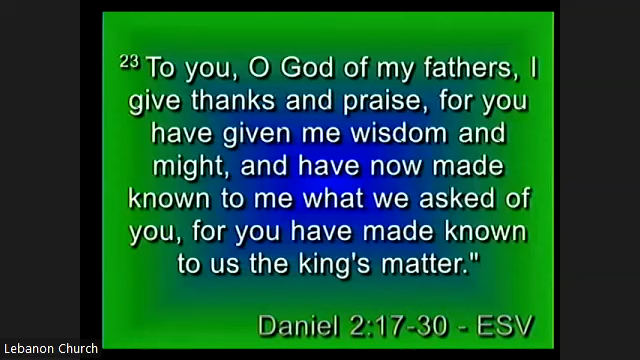 23 To you, O God of my fathers, I
give thanks and praise, for you
have given me wisdom and
might, and have now made
known to me what we asked of
you, for you have made known
to us the king's matter."
Daniel 2:17-30 - ESV
Lebanon Church